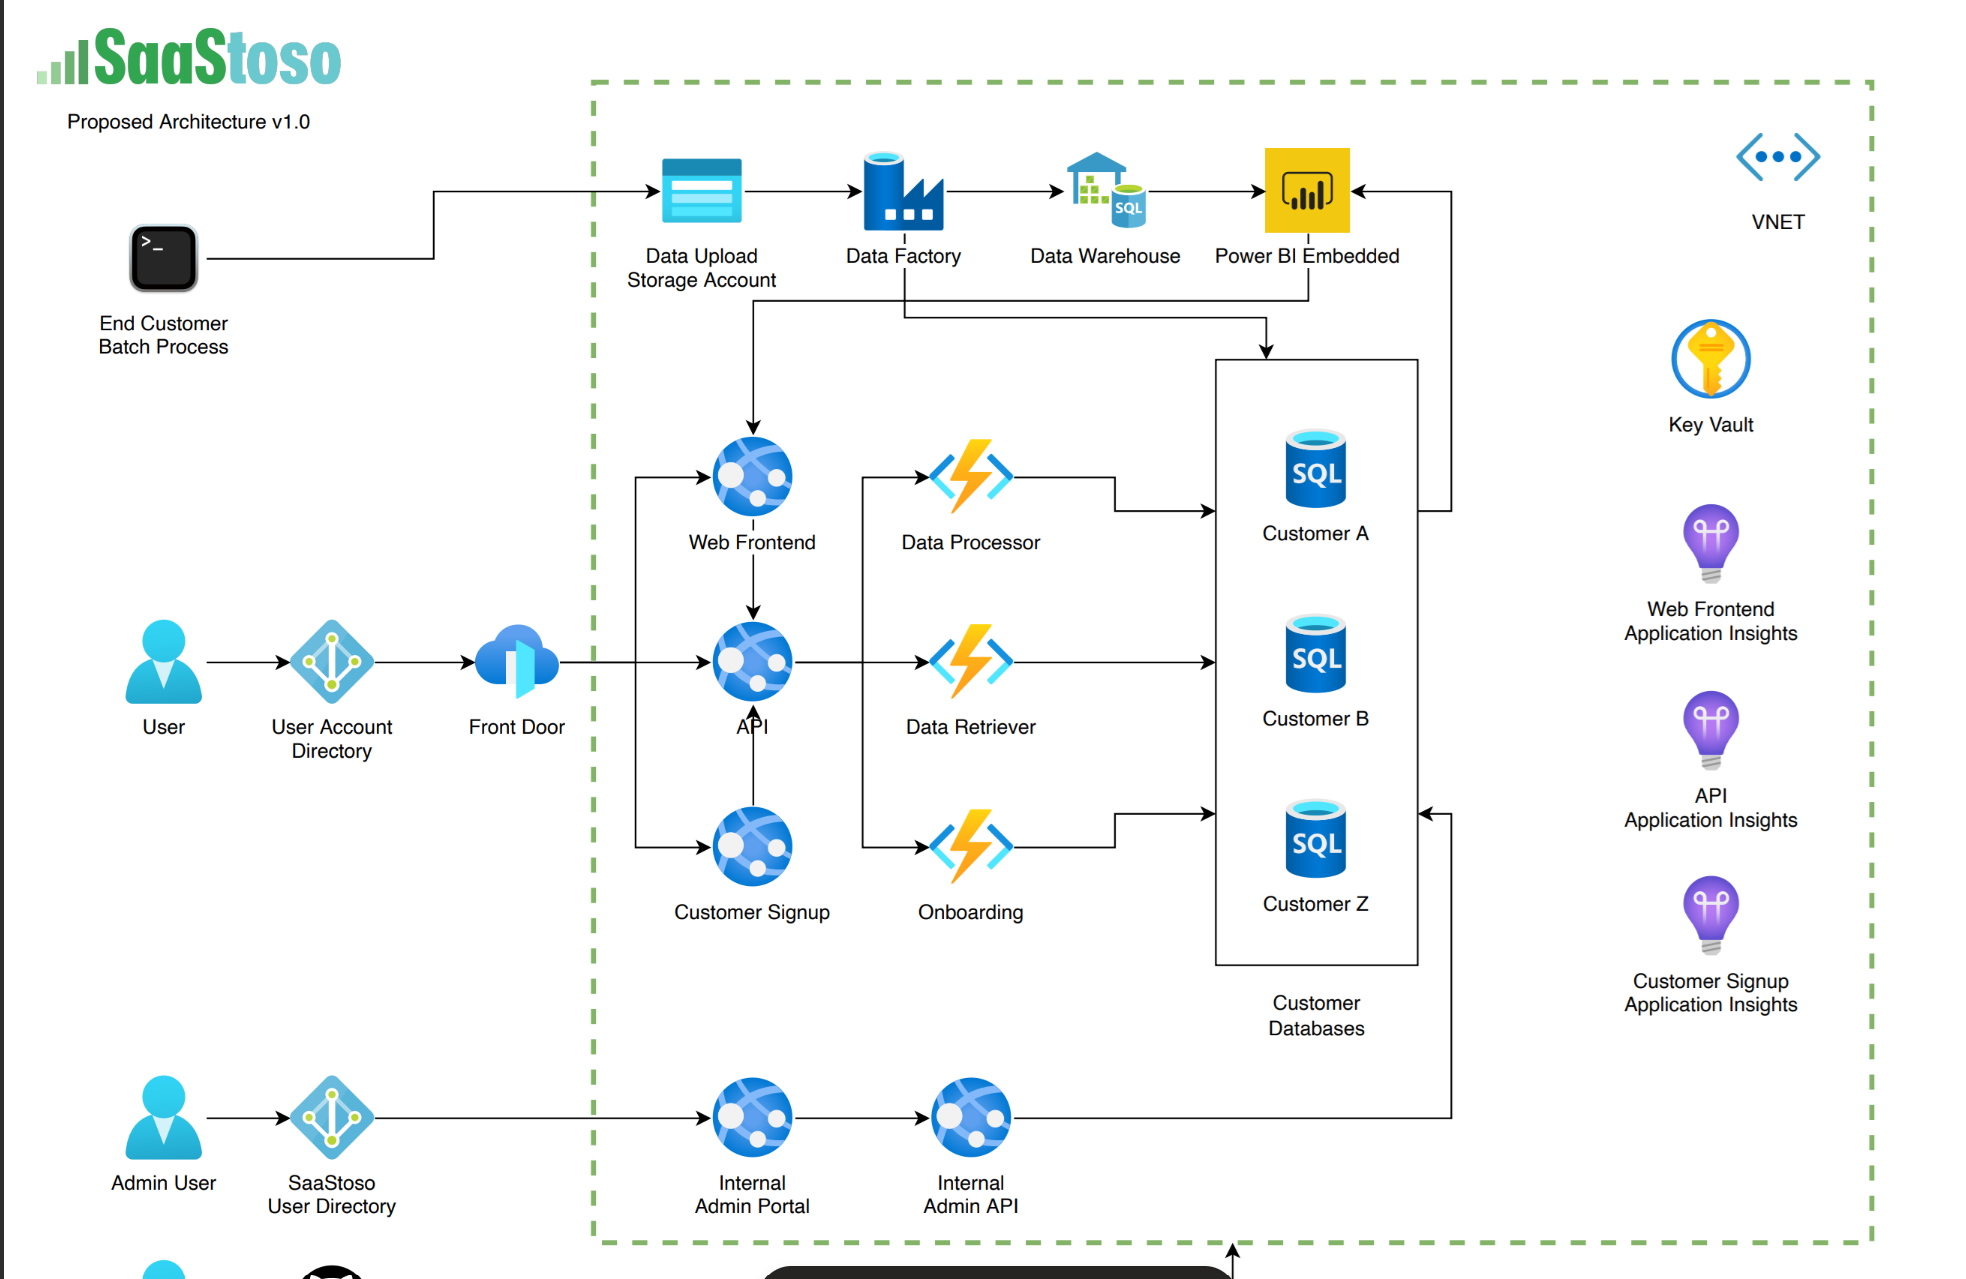 SaaStoso
Proposed Architecture v1.0
VNET
SQL
Data Upload
Storage Account
Data Factory
Data Warehouse
Power BI Embedded
>_
End Customer
Batch Process
Key Vault
SQL
Web Frontend
Data Processor
Customer A
Web Frontend
Application Insights
SQL
User
User Account
Directory
Front Door
API
Data Retriever
Customer B
API
Application Insights
SQL
Customer Signup
Onboarding
Customer Z
Customer Signup
Application Insights
Customer
Databases
Admin User
SaaStoso
User Directory
Internal
Admin Portal
Internal
Admin API